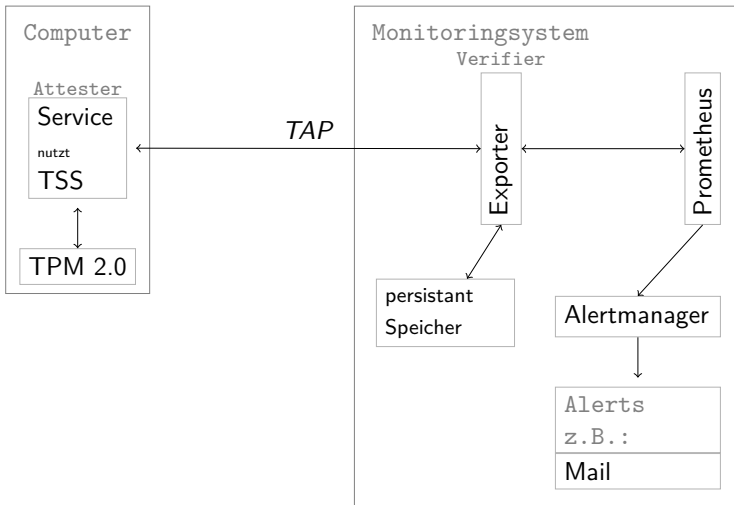 Computer
Attester
Service
nutzt
TSS
TPM 2.0
TAP
Monitoringsystem
Verifier
Exporter
Prometheus
persistant
Speicher
Alertmanager
Alerts
z.B.:
Mail